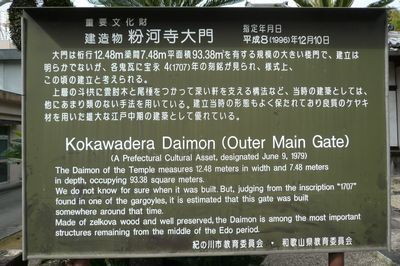 重要文化財
建造物 粉河寺大門
指定年月日
平成8(1996)年12月10日
大門は桁行12.48m梁間7.48m平面積93.38㎡を有する規模の大きい楼門で、建立は
明らかでないが、各鬼瓦に宝永 4(1707)年の刻銘が見られ、様式上、
この頃の建立と考えられる。
上層の斗栱に雲肘木と尾棰をつかって深い軒を支える構法など、当時の建築としては、
他にあまり類のない手法を用いている。建立当時の形態もよく保たれており良質のケヤキ
材を用いた雄大な江戸中期の建築として優れている。
Kokawadera Daimon (Outer Main Gate)
(A Prefectural Cultural Asset, designated June 9, 1979)
The Daimon of the Temple measures 12.48 meters in width and 7.48 meters
in depth, occupying 93.38 square meters.
We do not know for sure when it was built. But, judging from the inscription "1707"
found in one of the gargoyles, it is estimated that this gate was built
somewhere around that time.
Made of zelkova wood and well preserved, the Daimon is among the most important
structures remaining from the middle of the Edo period.
紀の川市教育委員会 ・ 和歌山県教育委員会